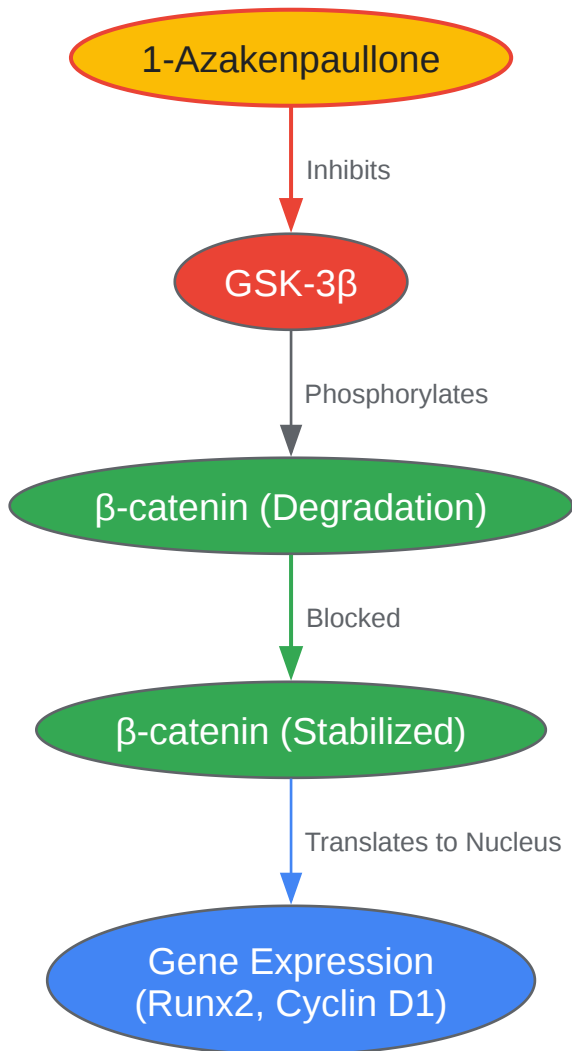 1-Azakenpaullone
Inhibits
GSK-3β
Phosphorylates
β-catenin (Degradation)
Blocked
β-catenin (Stabilized)
Translates to Nucleus
Gene Expression
(Runx2, Cyclin D1)